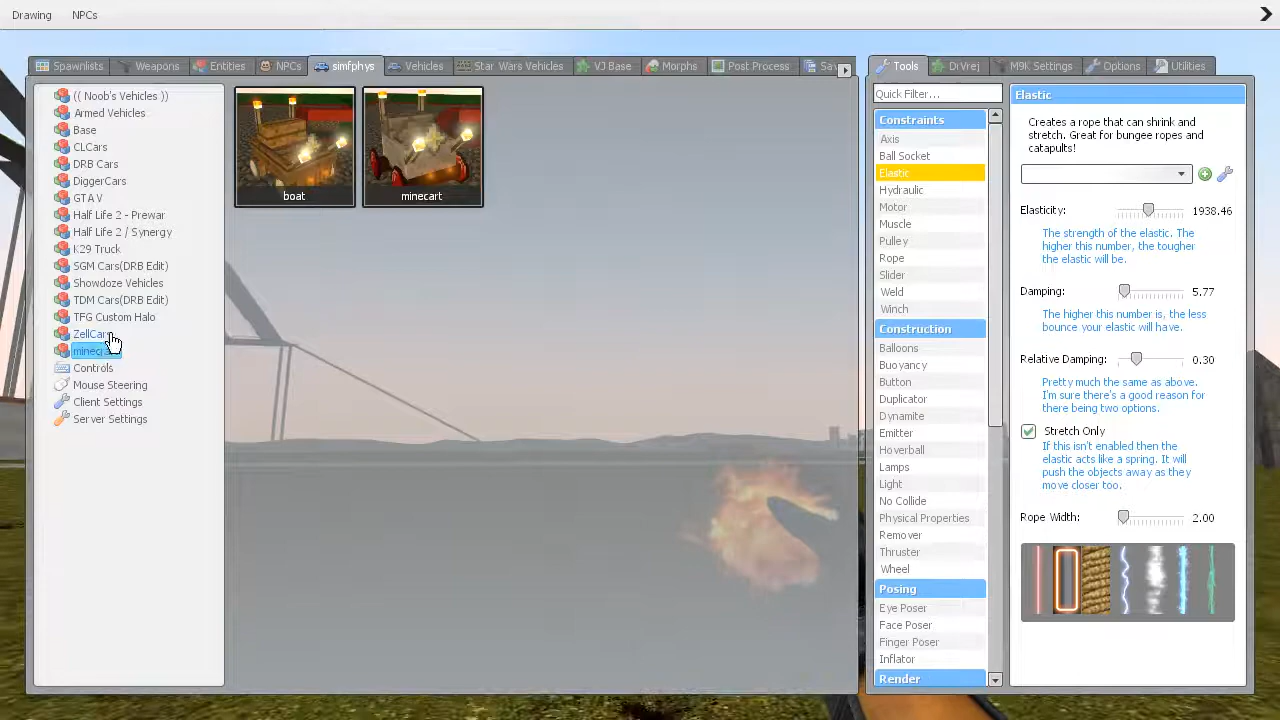 Drawing NPCs
Spawnlists Weapons Entities NPCs simfphys Vehicles Star Wars Vehicles VJ Base Morphs Post Process
Tools DrVrej M9K Settings Options Utilities
(( Noob's Vehicles ))
Armed Vehicles
Base
CLCars
DRB Cars
DiggerCars
GTA V
Half Life 2 - Prewar
Half Life 2 / Synergy
K29 Truck
SGM Cars(DRB Edit)
Showdoze Vehicles
TDM Cars(DRB Edit)
TFG Custom Halo
Controls
Mouse Steering
Client Settings
Server Settings
boat
minecart
Quick Filter...
Constraints
Axis
Ball Socket
Elastic
Hydraulic
Motor
Muscle
Pulley
Rope
Slider
Weld
Winch
Construction
Balloons
Buoyancy
Button
Duplicator
Dynamite
Emitter
Hoverball
Lamps
Light
No Collide
Physical Properties
Remover
Thruster
Wheel
Posing
Eye Poser
Face Poser
Finger Poser
Inflator
Render
Elastic
Creates a rope that can shrink and
stretch. Great for bungee ropes and
catapults!
Elasticity: 1938.46
The strength of the elastic. The
higher this number, the tougher
the elastic will be.
Damping: 5.77
The higher this number is, the less
bounce your elastic will have.
Relative Damping: 0.30
Pretty much the same as above.
I'm sure there's a good reason for
there being two options.
Stretch Only
If this isn't enabled then the
elastic acts like a spring. It will
push the objects away as they
move closer too.
Rope Width: 2.00